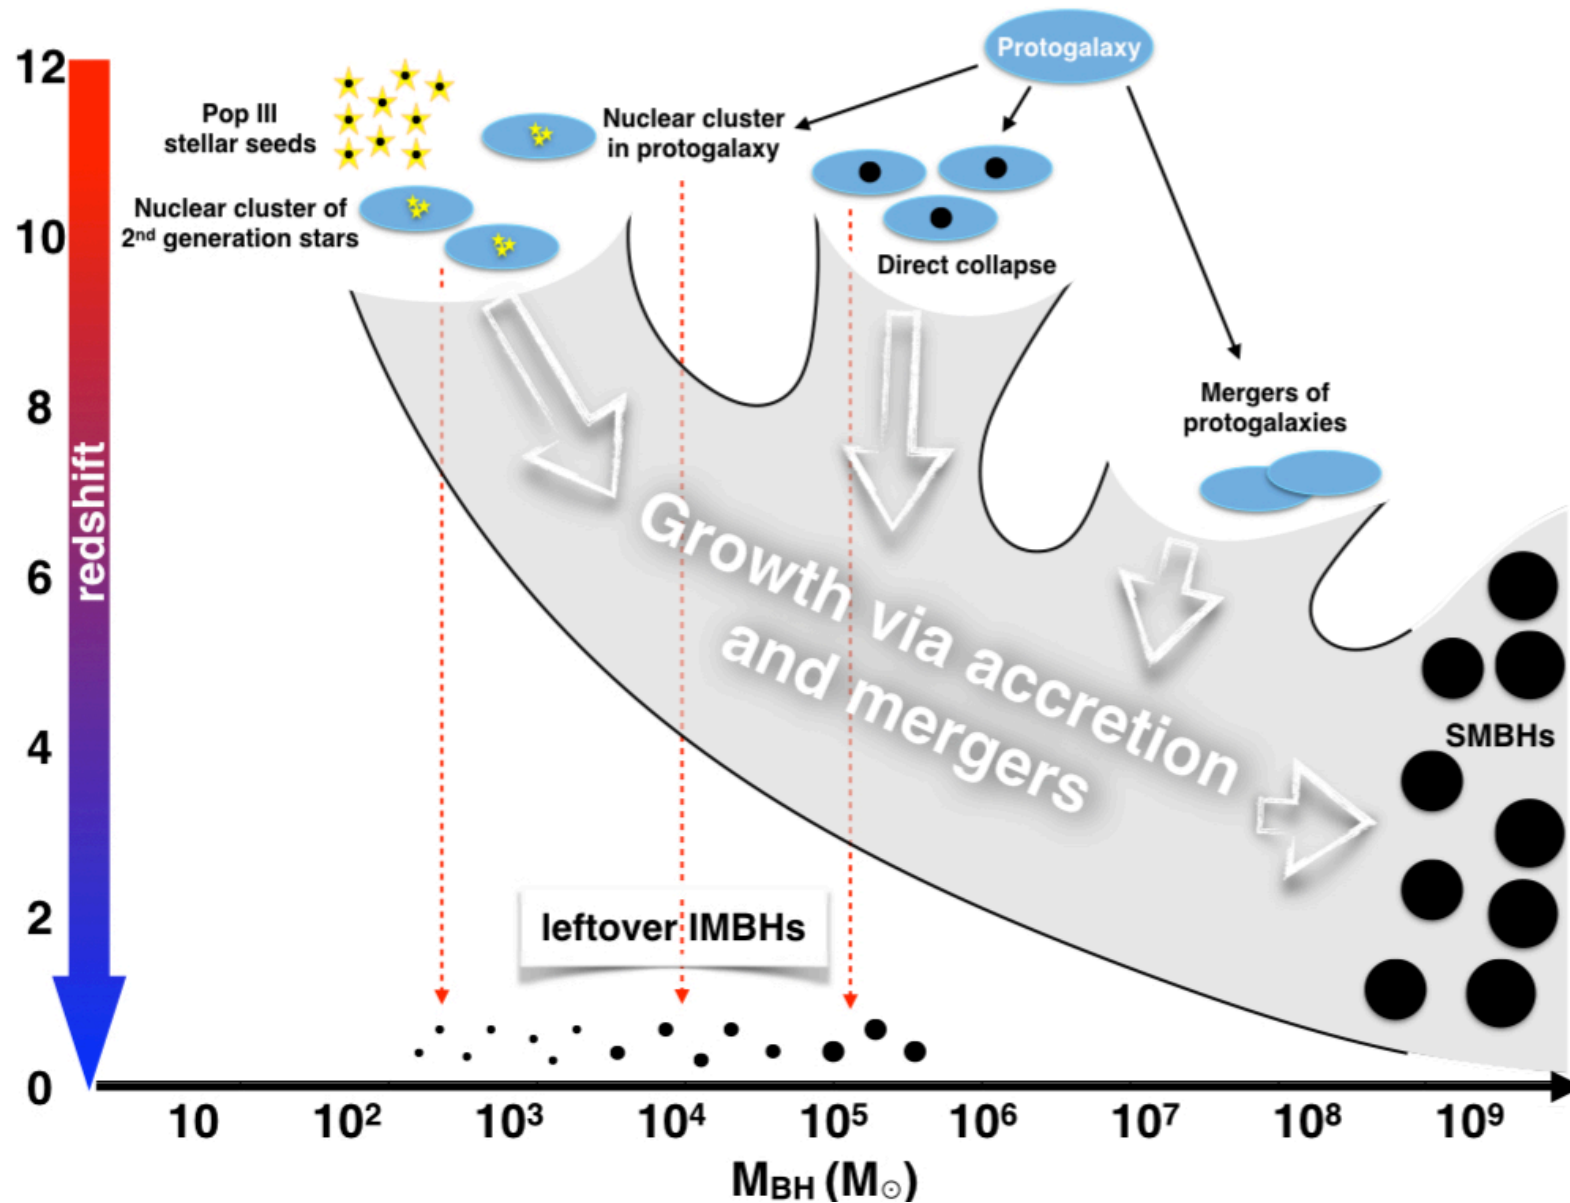 12
10
8
6
4
2
0
redshift
Pop III
stellar seeds
Nuclear cluster of
2nd generation stars
Nuclear cluster
in protogalaxy
Protogalaxy
Direct collapse
Mergers of
protogalaxies
Growth via accretion
and mergers
SMBHs
leftover IMBHs
10 10² 10³ 10⁴ 10⁵ 10⁶ 10⁷ 10⁸ 10⁹
MBH (M☉)